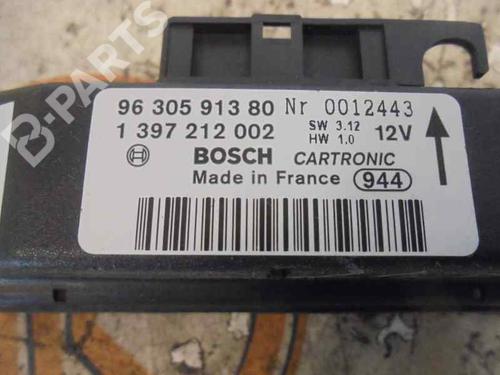 96 305 913 80 Nr 0012443
1 397 212 002 SW 3.12 12V
HW 1.0
BOSCH CARTRONIC
Made in France 944